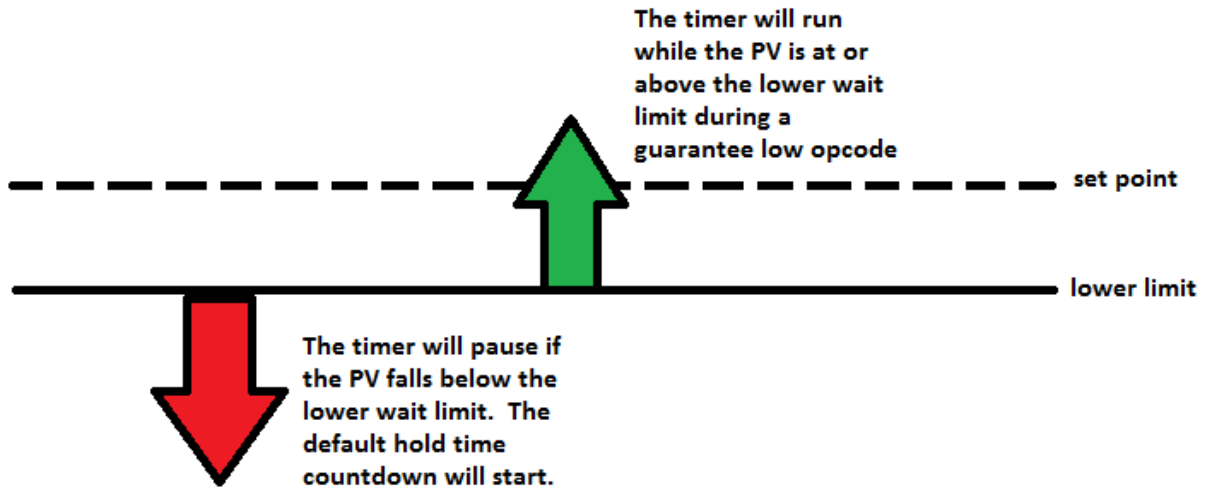 The timer will run
while the PV is at or
above the lower wait
limit during a
guarantee low opcode
set point
lower limit
The timer will pause if
the PV falls below the
lower wait limit.  The
default hold time
countdown will start.